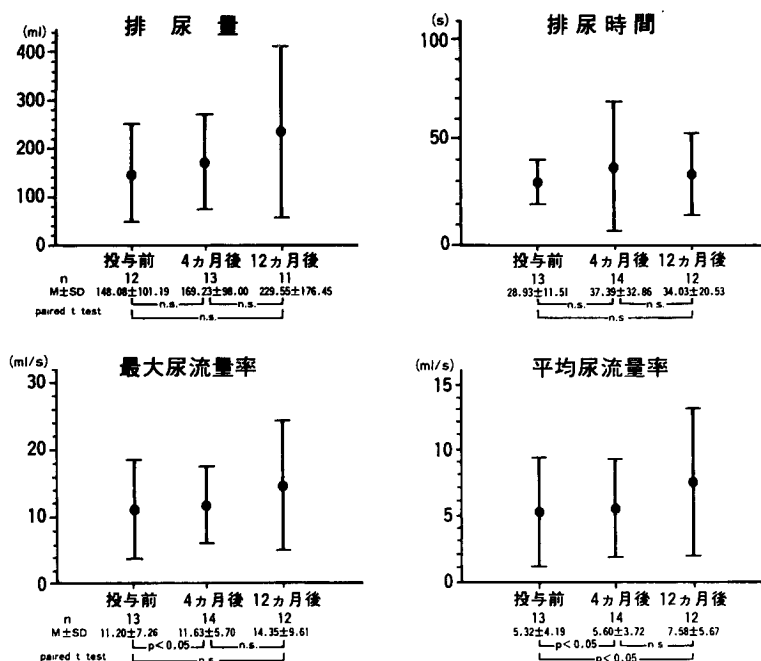 排尿量
(ml)
400
300
200
100
0
投与前 4ヵ月後 12ヵ月後
n 12 13 11
M±SD 148.08±101.19 169.23±98.00 229.55±176.45
n.s. n.s.
paired t test n.s.
排尿時間
(s)
100
50
0
投与前 4ヵ月後 12ヵ月後
13 14 12
28.93±11.51 37.39±32.86 34.03±20.53
n.s. n.s.
n.s
最大尿流量率
(ml/s)
30
20
10
0
投与前 4ヵ月後 12ヵ月後
n 13 14 12
M±SD 11.20±7.26 11.63±5.70 14.35±9.61
p<0.05 n.s.
paired t test n.s
平均尿流量率
(ml/s)
15
10
5
0
投与前 4ヵ月後 12ヵ月後
13 14 12
5.32±4.19 5.60±3.72 7.58±5.67
p<0.05 n s
p<0.05